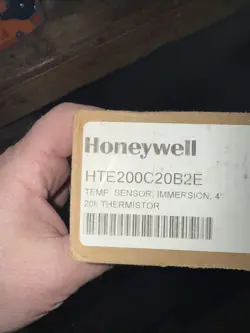 Honeywell
HTE200C20B2E
TEMP. SENSOR, IMMERSION, 4"
20k THERMISTOR